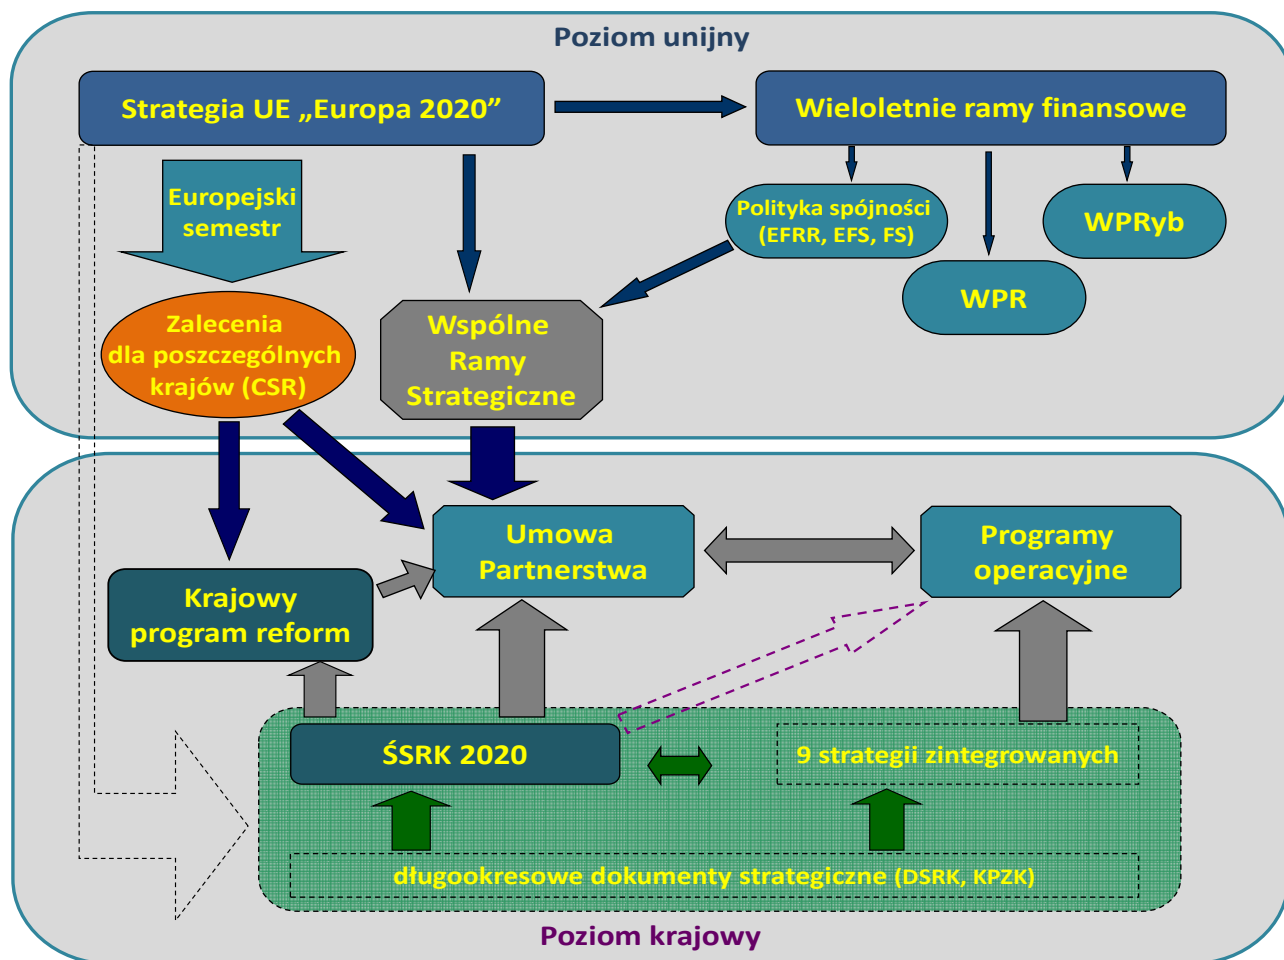 Poziom unijny
Strategia UE „Europa 2020”
Wieloletnie ramy finansowe
Europejski
semestr
Polityka spójności
(EFRR, EFS, FS)
WPRyb
WPR
Zalecenia
dla poszczególnych
krajów (CSR)
Wspólne
Ramy
Strategiczne
Umowa
Partnerstwa
Programy
operacyjne
Krajowy
program reform
ŚSRK 2020
9 strategii zintegrowanych
długookresowe dokumenty strategiczne (DSRK, KPZK)
Poziom krajowy